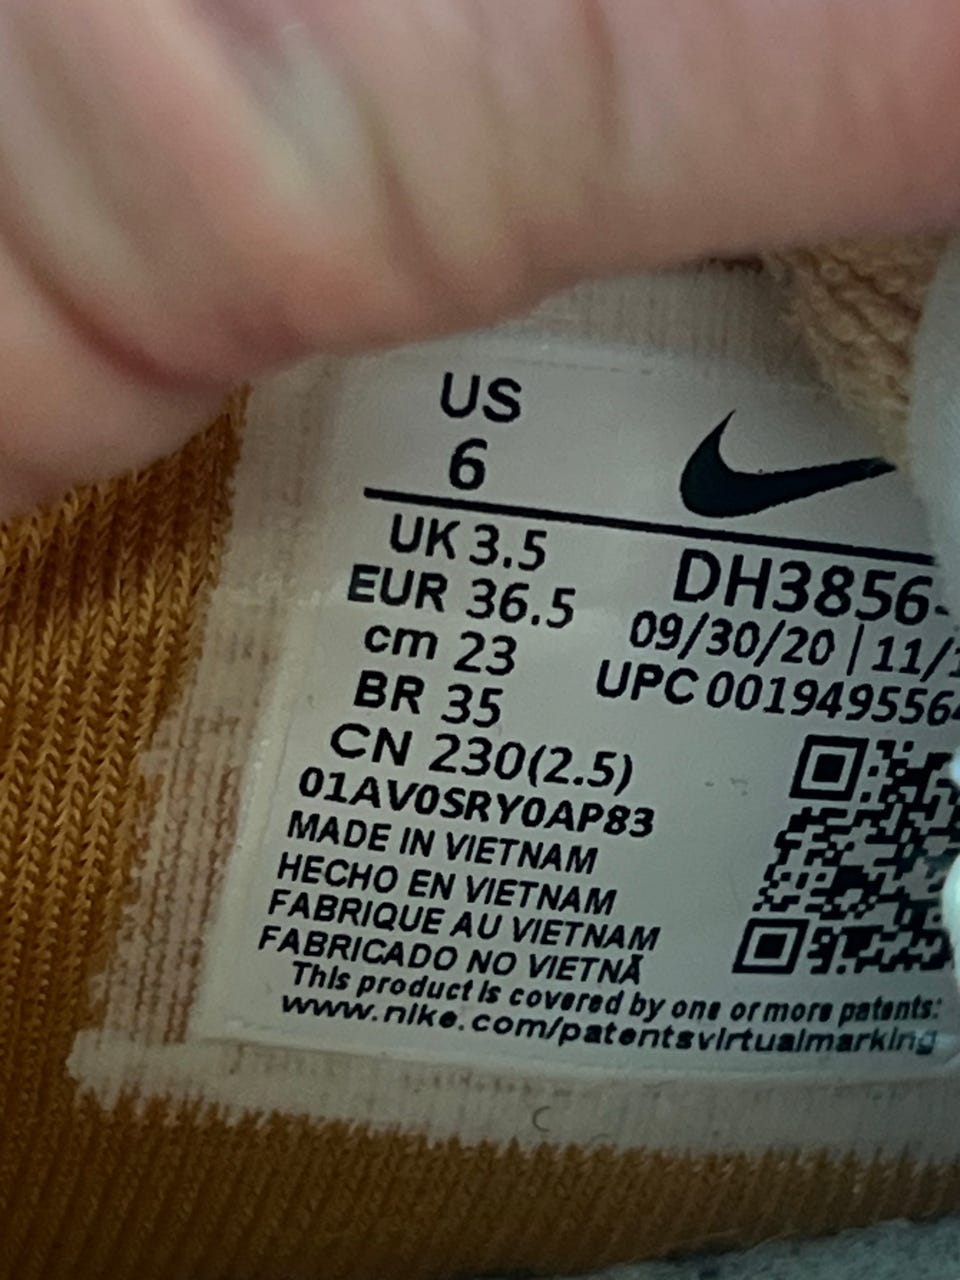 US
6
UK 3.5
EUR 36.5
cm 23
BR 35
CN 230(2.5)
DH3856-
09/30/20 | 11/
UPC 00194955
01AV0SRY0AP83
MADE IN VIETNAM
HECHO EN VIETNAM
FABRIQUE AU VIETNAM
FABRICADO NO VIETNÃ
This product is covered by one or more patents:
www.nike.com/patentsvirtualmarking